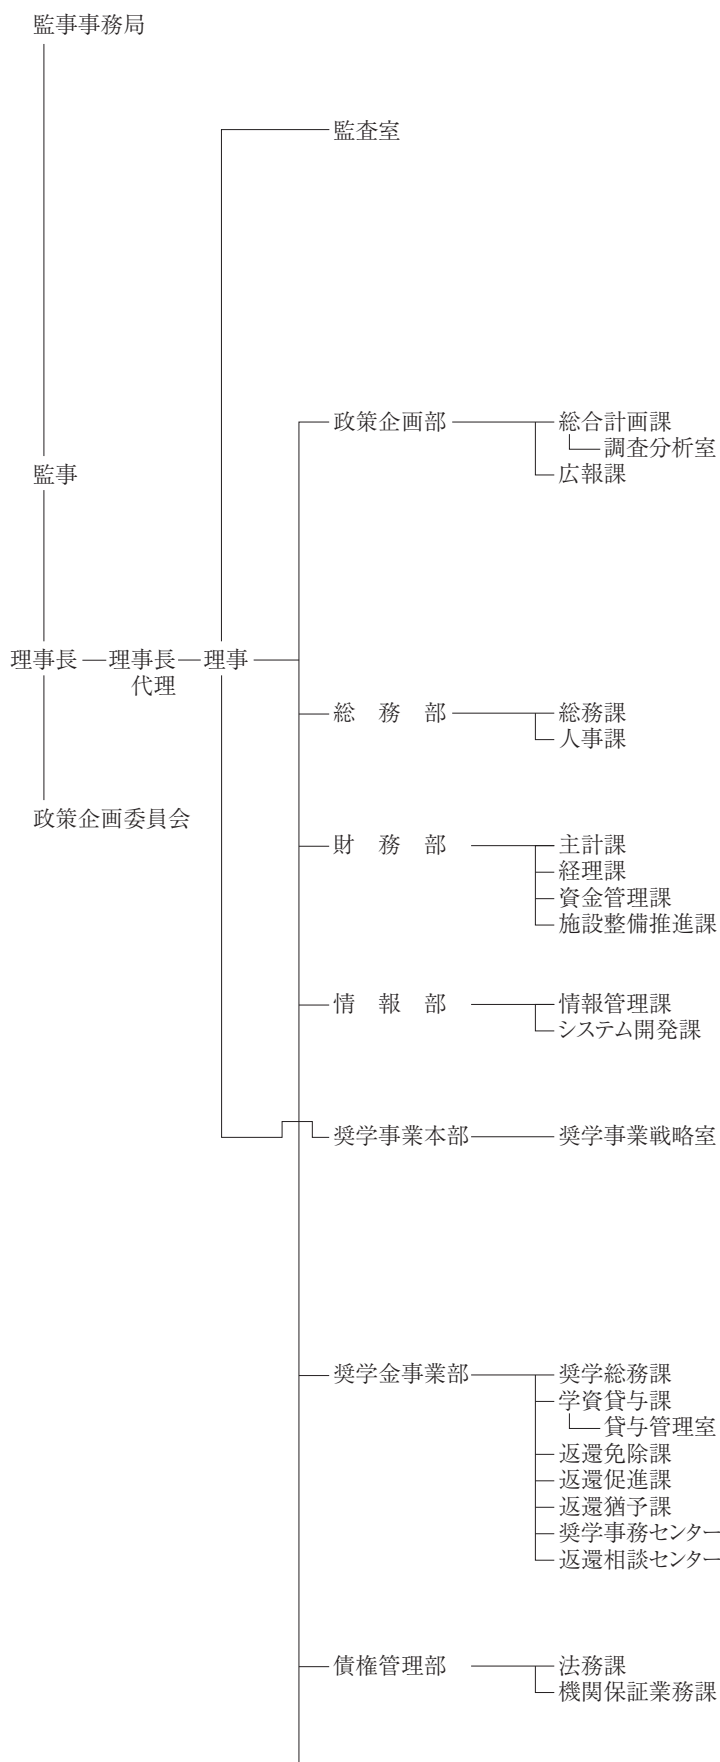 監事事務局
監査室
政策企画部 総合計画課
調査分析室
監事 広報課
理事長 理事長 理事
代理
総 務 部 総務課
人事課
政策企画委員会
財 務 部 主計課
経理課
資金管理課
施設整備推進課
情 報 部 情報管理課
システム開発課
奨学事業本部 奨学事業戦略室
奨学金事業部 奨学総務課
学資貸与課
貸与管理室
返還免除課
返還促進課
返還猶予課
奨学事務センター
返還相談センター
債権管理部 法務課
機関保証業務課